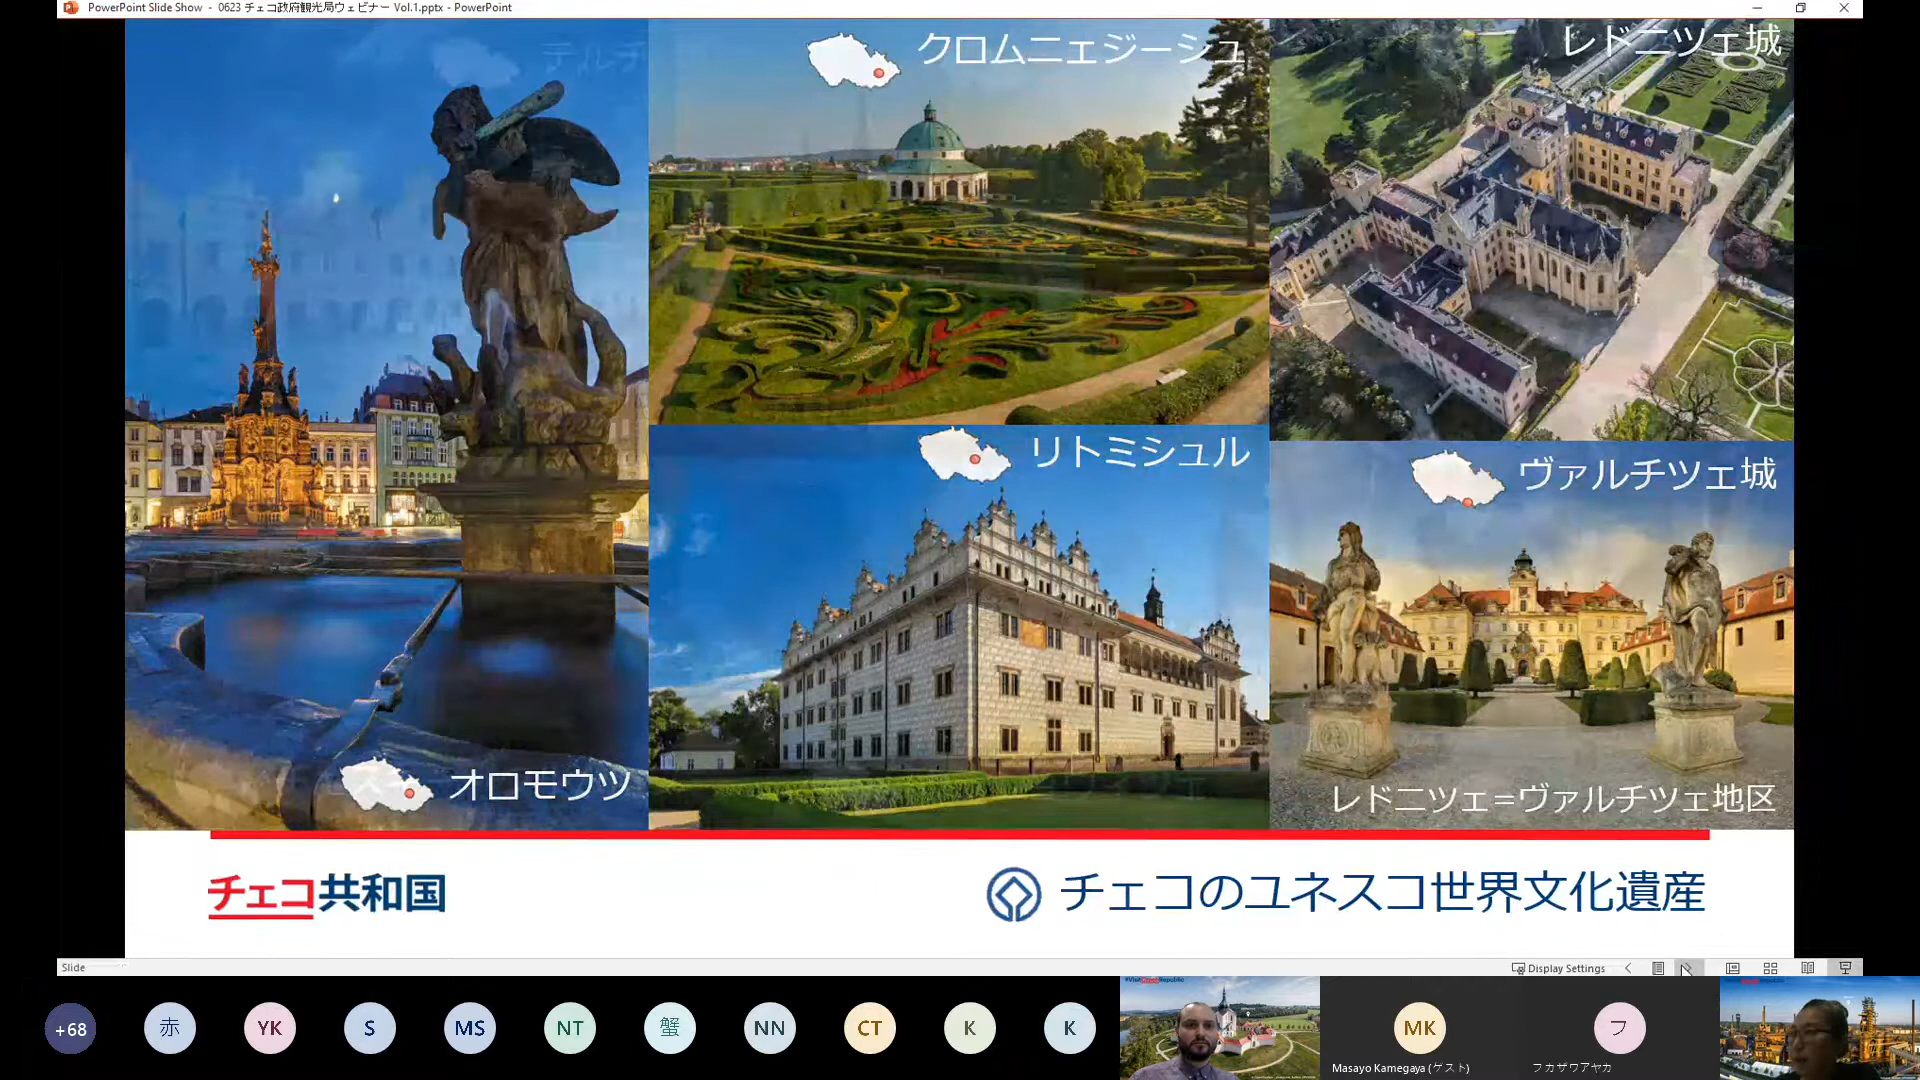 PowerPoint Slide Show - 0623 チェコ政府観光局ウェビナー Vol.1.pptx - PowerPoint
テルチ
クロムニェジーシュ
レドニツェ城
リトミシュル
ヴァルチツェ城
オロモウツ
レドニツェ=ヴァルチツェ地区
チェコ共和国
チェコのユネスコ世界文化遺産
Slide
Display Settings
+68
赤
YK
S
MS
NT
蟹
NN
CT
K
K
MK
フ
Masayo Kamegaya (ゲスト)
フカザワアヤカ